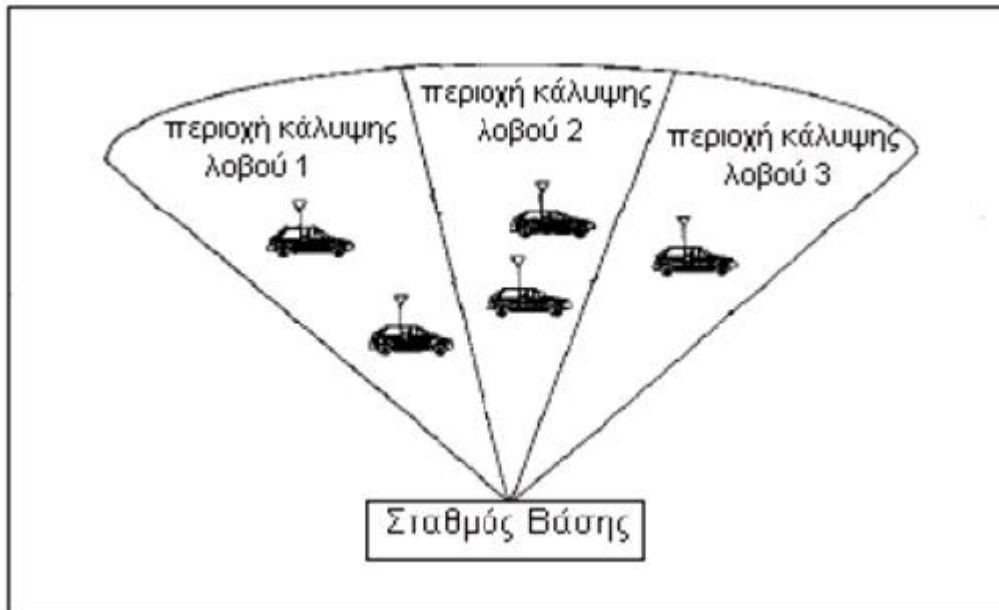 περιοχή κάλυψης
λοβού 1
περιοχή κάλυψης
λοβού 2
περιοχή κάλυψης
λοβού 3
Σταθμός Βάσης